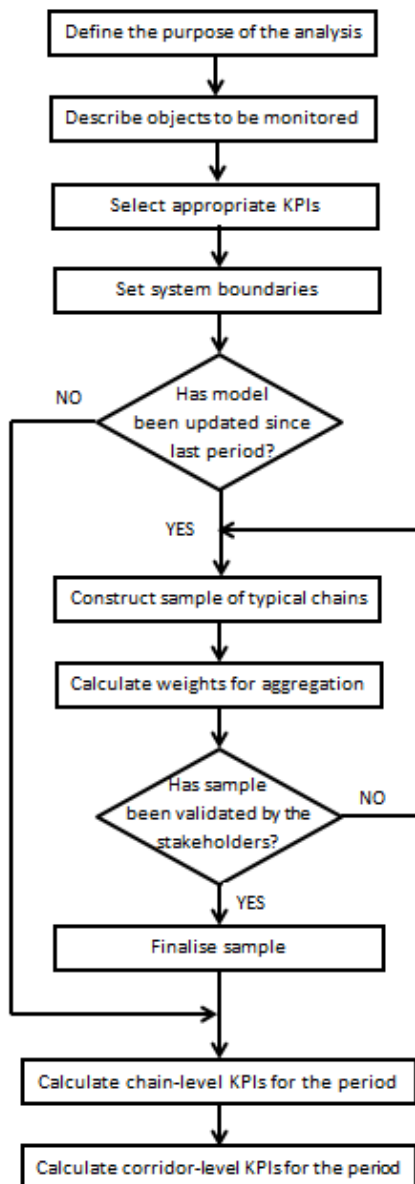 Define the purpose of the analysis
Describe objects to be monitored
Select appropriate KPIs
Set system boundaries
Has model
been updated since
last period?
NO
YES
Construct sample of typical chains
Calculate weights for aggregation
Has sample
been validated by the
stakeholders?
NO
YES
Finalise sample
Calculate chain-level KPIs for the period
Calculate corridor-level KPIs for the period